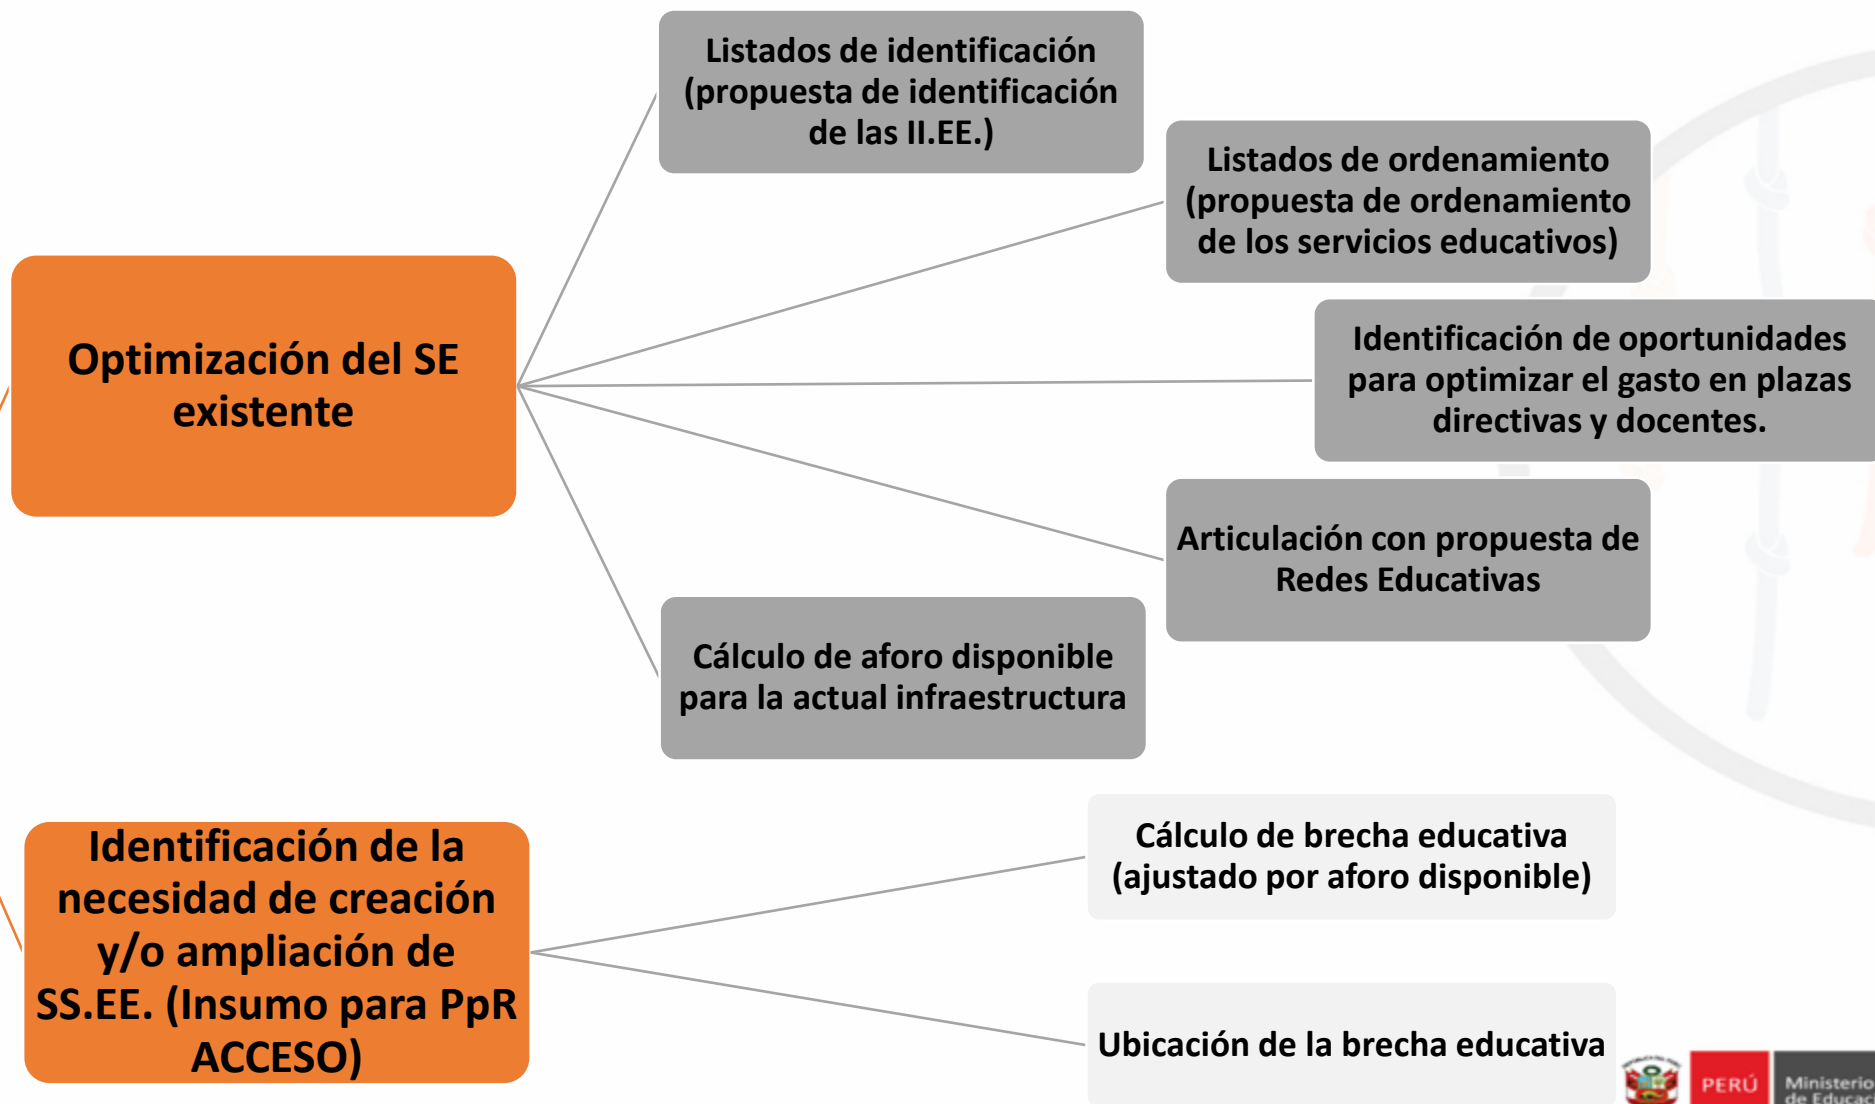 Listados de identificación
(propuesta de identificación
de las II.EE.)
Listados de ordenamiento
(propuesta de ordenamiento
de los servicios educativos)
Optimización del SE
existente
Identificación de oportunidades
para optimizar el gasto en plazas
directivas y docentes.
Articulación con propuesta de
Redes Educativas
Cálculo de aforo disponible
para la actual infraestructura
Identificación de la
necesidad de creación
y/o ampliación de
SS.EE. (Insumo para PpR
ACCESO)
Cálculo de brecha educativa
(ajustado por aforo disponible)
Ubicación de la brecha educativa
PERÚ
Ministerio
de Educac